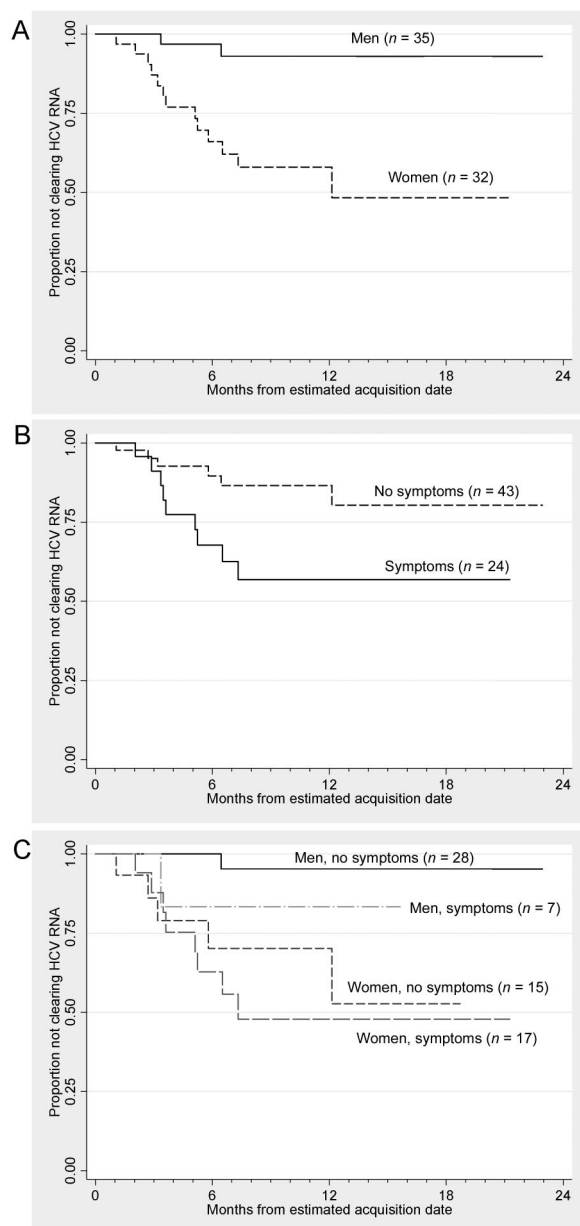 A
Proportion not clearing HCV RNA
1.00
0.75
0.50
0.25
0.00
Men (n = 35)
Women (n = 32)
0 6 12 18 24
Months from estimated acquisition date
B
Proportion not clearing HCV RNA
1.00
0.75
0.50
0.25
0.00
No symptoms (n = 43)
Symptoms (n = 24)
0 6 12 18 24
Months from estimated acquisition date
C
Proportion not clearing HCV RNA
1.00
0.75
0.50
0.25
0.00
Men, no symptoms (n = 28)
Men, symptoms (n = 7)
Women, no symptoms (n = 15)
Women, symptoms (n = 17)
0 6 12 18 24
Months from estimated acquisition date